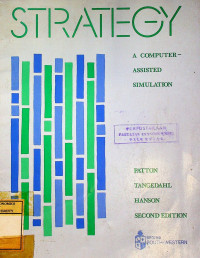 STRATEGY
A COMPUTER-
ASSISTED
SIMULATION
PATTON
TANGEDAHL
HANSON
SECOND EDITION
SOUTH-WESTERN